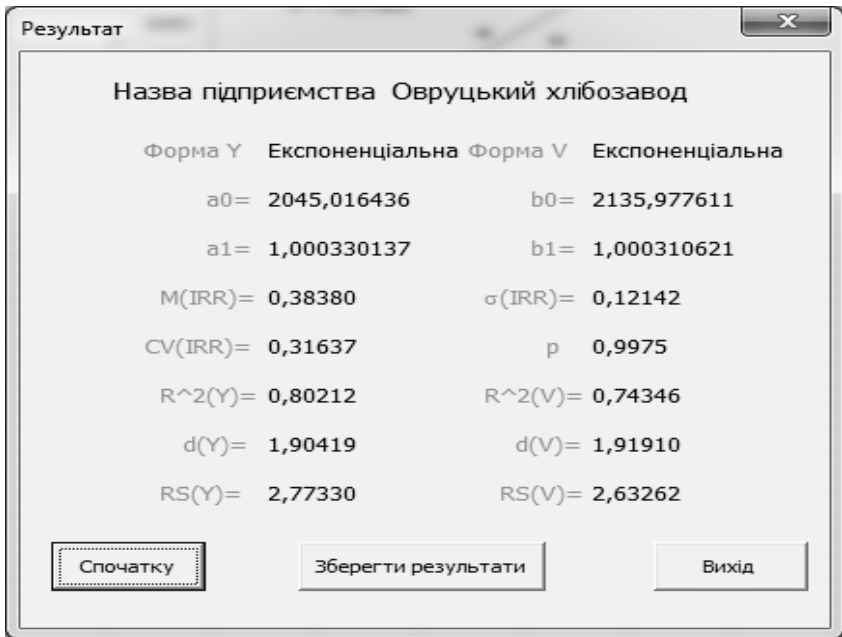 Результат
Назва підприємства Овруцький хлібозавод
Форма Y Експоненціальна Форма V Експоненціальна
a0= 2045,016436 b0= 2135,977611
a1= 1,000330137 b1= 1,000310621
M(IRR)= 0,38380 σ(IRR)= 0,12142
CV(IRR)= 0,31637 p 0,9975
R^2(Y)= 0,80212 R^2(V)= 0,74346
d(Y)= 1,90419 d(V)= 1,91910
RS(Y)= 2,77330 RS(V)= 2,63262
Спочатку Зберегти результати Вихід